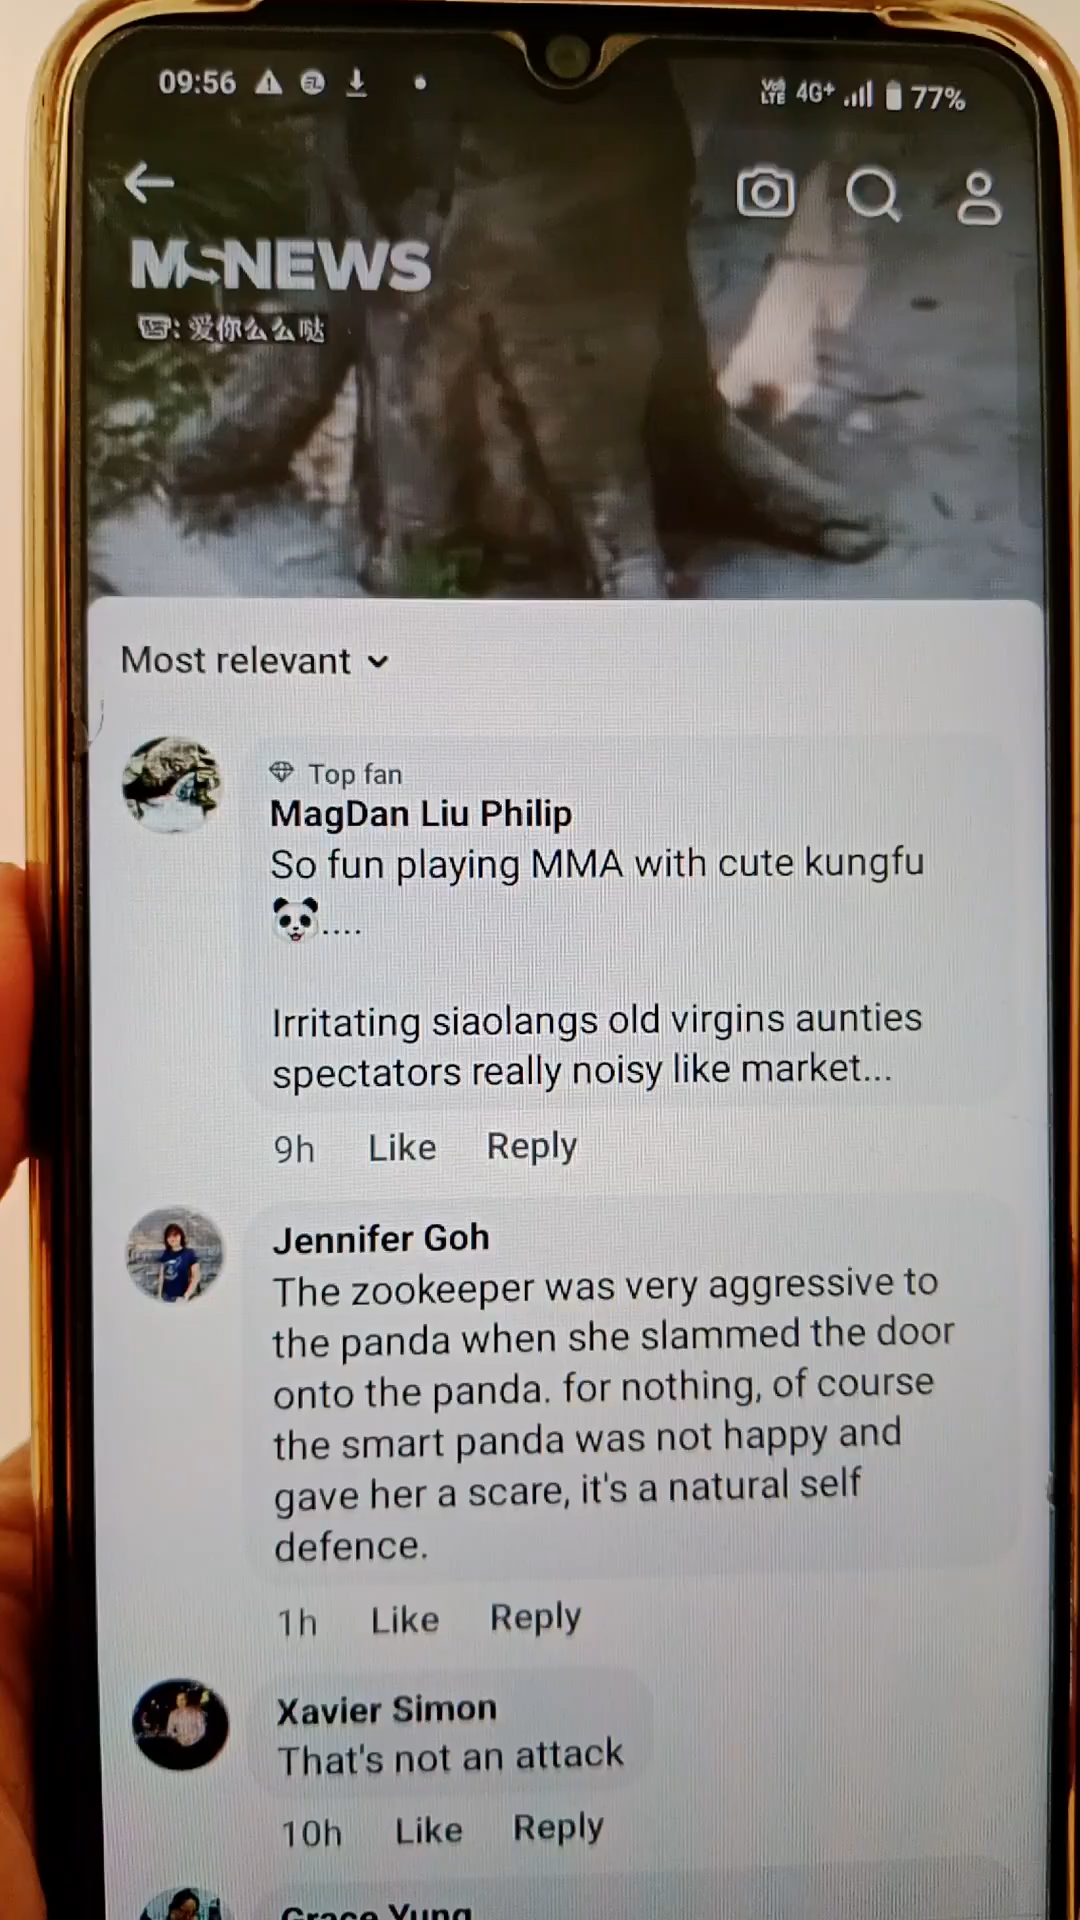 09:56
4G+ 77%
NEWS
: 爱你么么哒
Most relevant
Top fan
MagDan Liu Philip
So fun playing MMA with cute kungfu
🐼....
Irritating siaolangs old virgins aunties
spectators really noisy like market...
9h Like Reply
Jennifer Goh
The zookeeper was very aggressive to
the panda when she slammed the door
onto the panda. for nothing, of course
the smart panda was not happy and
gave her a scare, it's a natural self
defence.
1h Like Reply
Xavier Simon
That's not an attack
10h Like Reply
Grace Yung